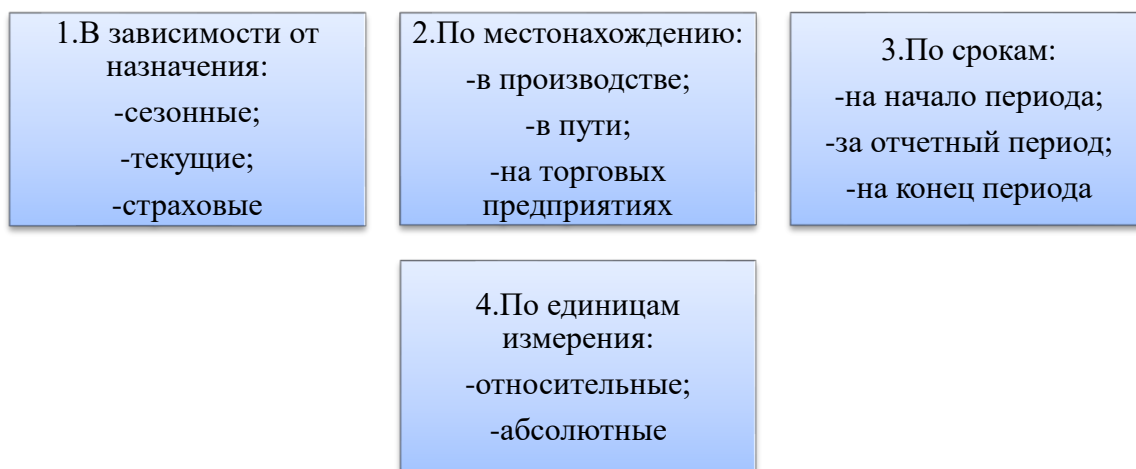 1.В зависимости от
назначения:
-сезонные;
-текущие;
-страховые
2.По местонахождению:
-в производстве;
-в пути;
-на торговых
предприятиях
3.По срокам:
-на начало периода;
-за отчетный период;
-на конец периода
4.По единицам
измерения:
-относительные;
-абсолютные